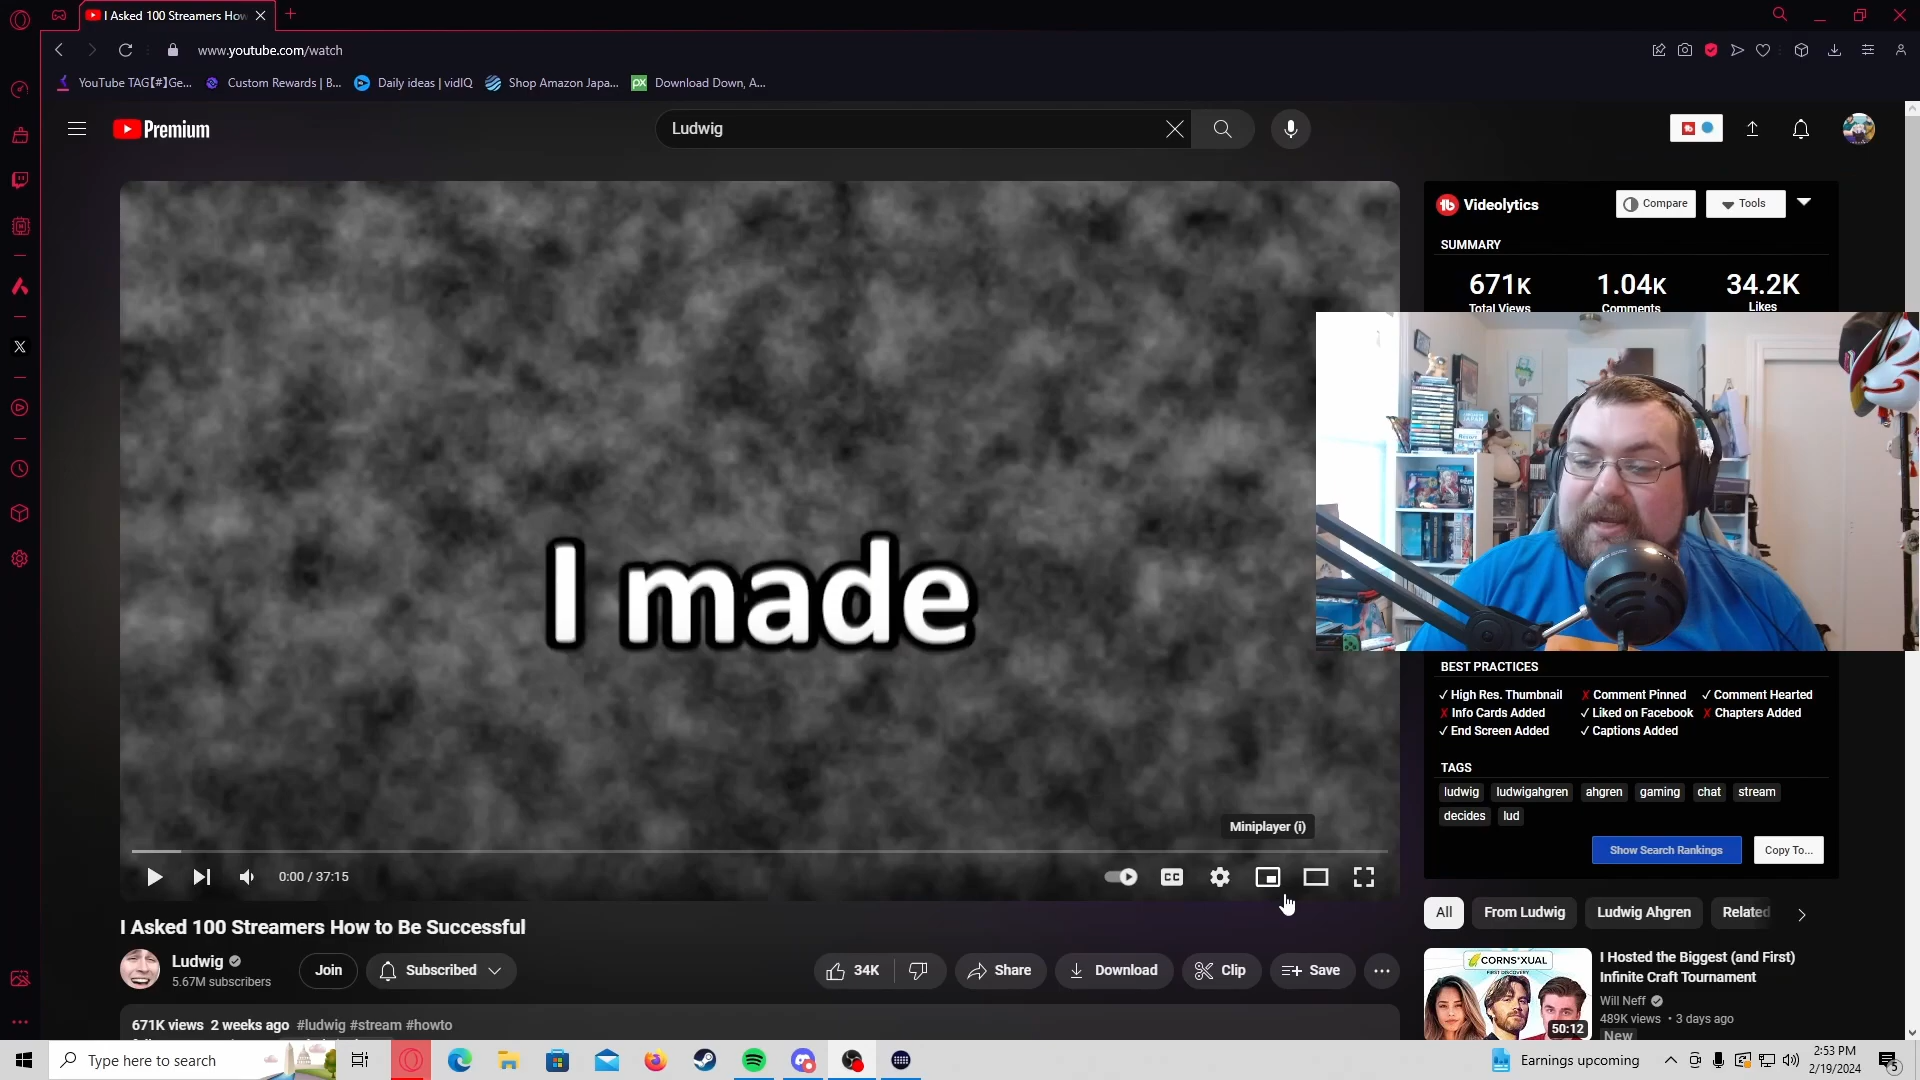 I Asked 100 Streamers How
www.youtube.com/watch
YouTube TAG【#】Ge...
Custom Rewards | B...
Daily ideas | vidIQ
Shop Amazon Japa...
Download Down, A...
Premium
Ludwig
Videolytics
Compare
Tools
SUMMARY
671K
1.04K
34.2K
Total Views
Comments
Likes
I made
BEST PRACTICES
✓ High Res. Thumbnail
✗ Comment Pinned
✓ Comment Hearted
✗ Info Cards Added
✓ Liked on Facebook
✗ Chapters Added
✓ End Screen Added
✓ Captions Added
TAGS
ludwig
ludwigahgren
ahgren
gaming
chat
stream
decides
lud
Show Search Rankings
Copy To...
Miniplayer (i)
0:00 / 37:15
CC
I Asked 100 Streamers How to Be Successful
Ludwig
5.67M subscribers
Join
Subscribed
34K
Share
Download
Clip
Save
671K views 2 weeks ago #ludwig #stream #howto
All
From Ludwig
Ludwig Ahgren
Related
CORNS*XUAL
FIRST DISCOVERY
50:12
I Hosted the Biggest (and First)
Infinite Craft Tournament
Will Neff
489K views • 3 days ago
New
Type here to search
Earnings upcoming
2:53 PM
2/19/2024
5